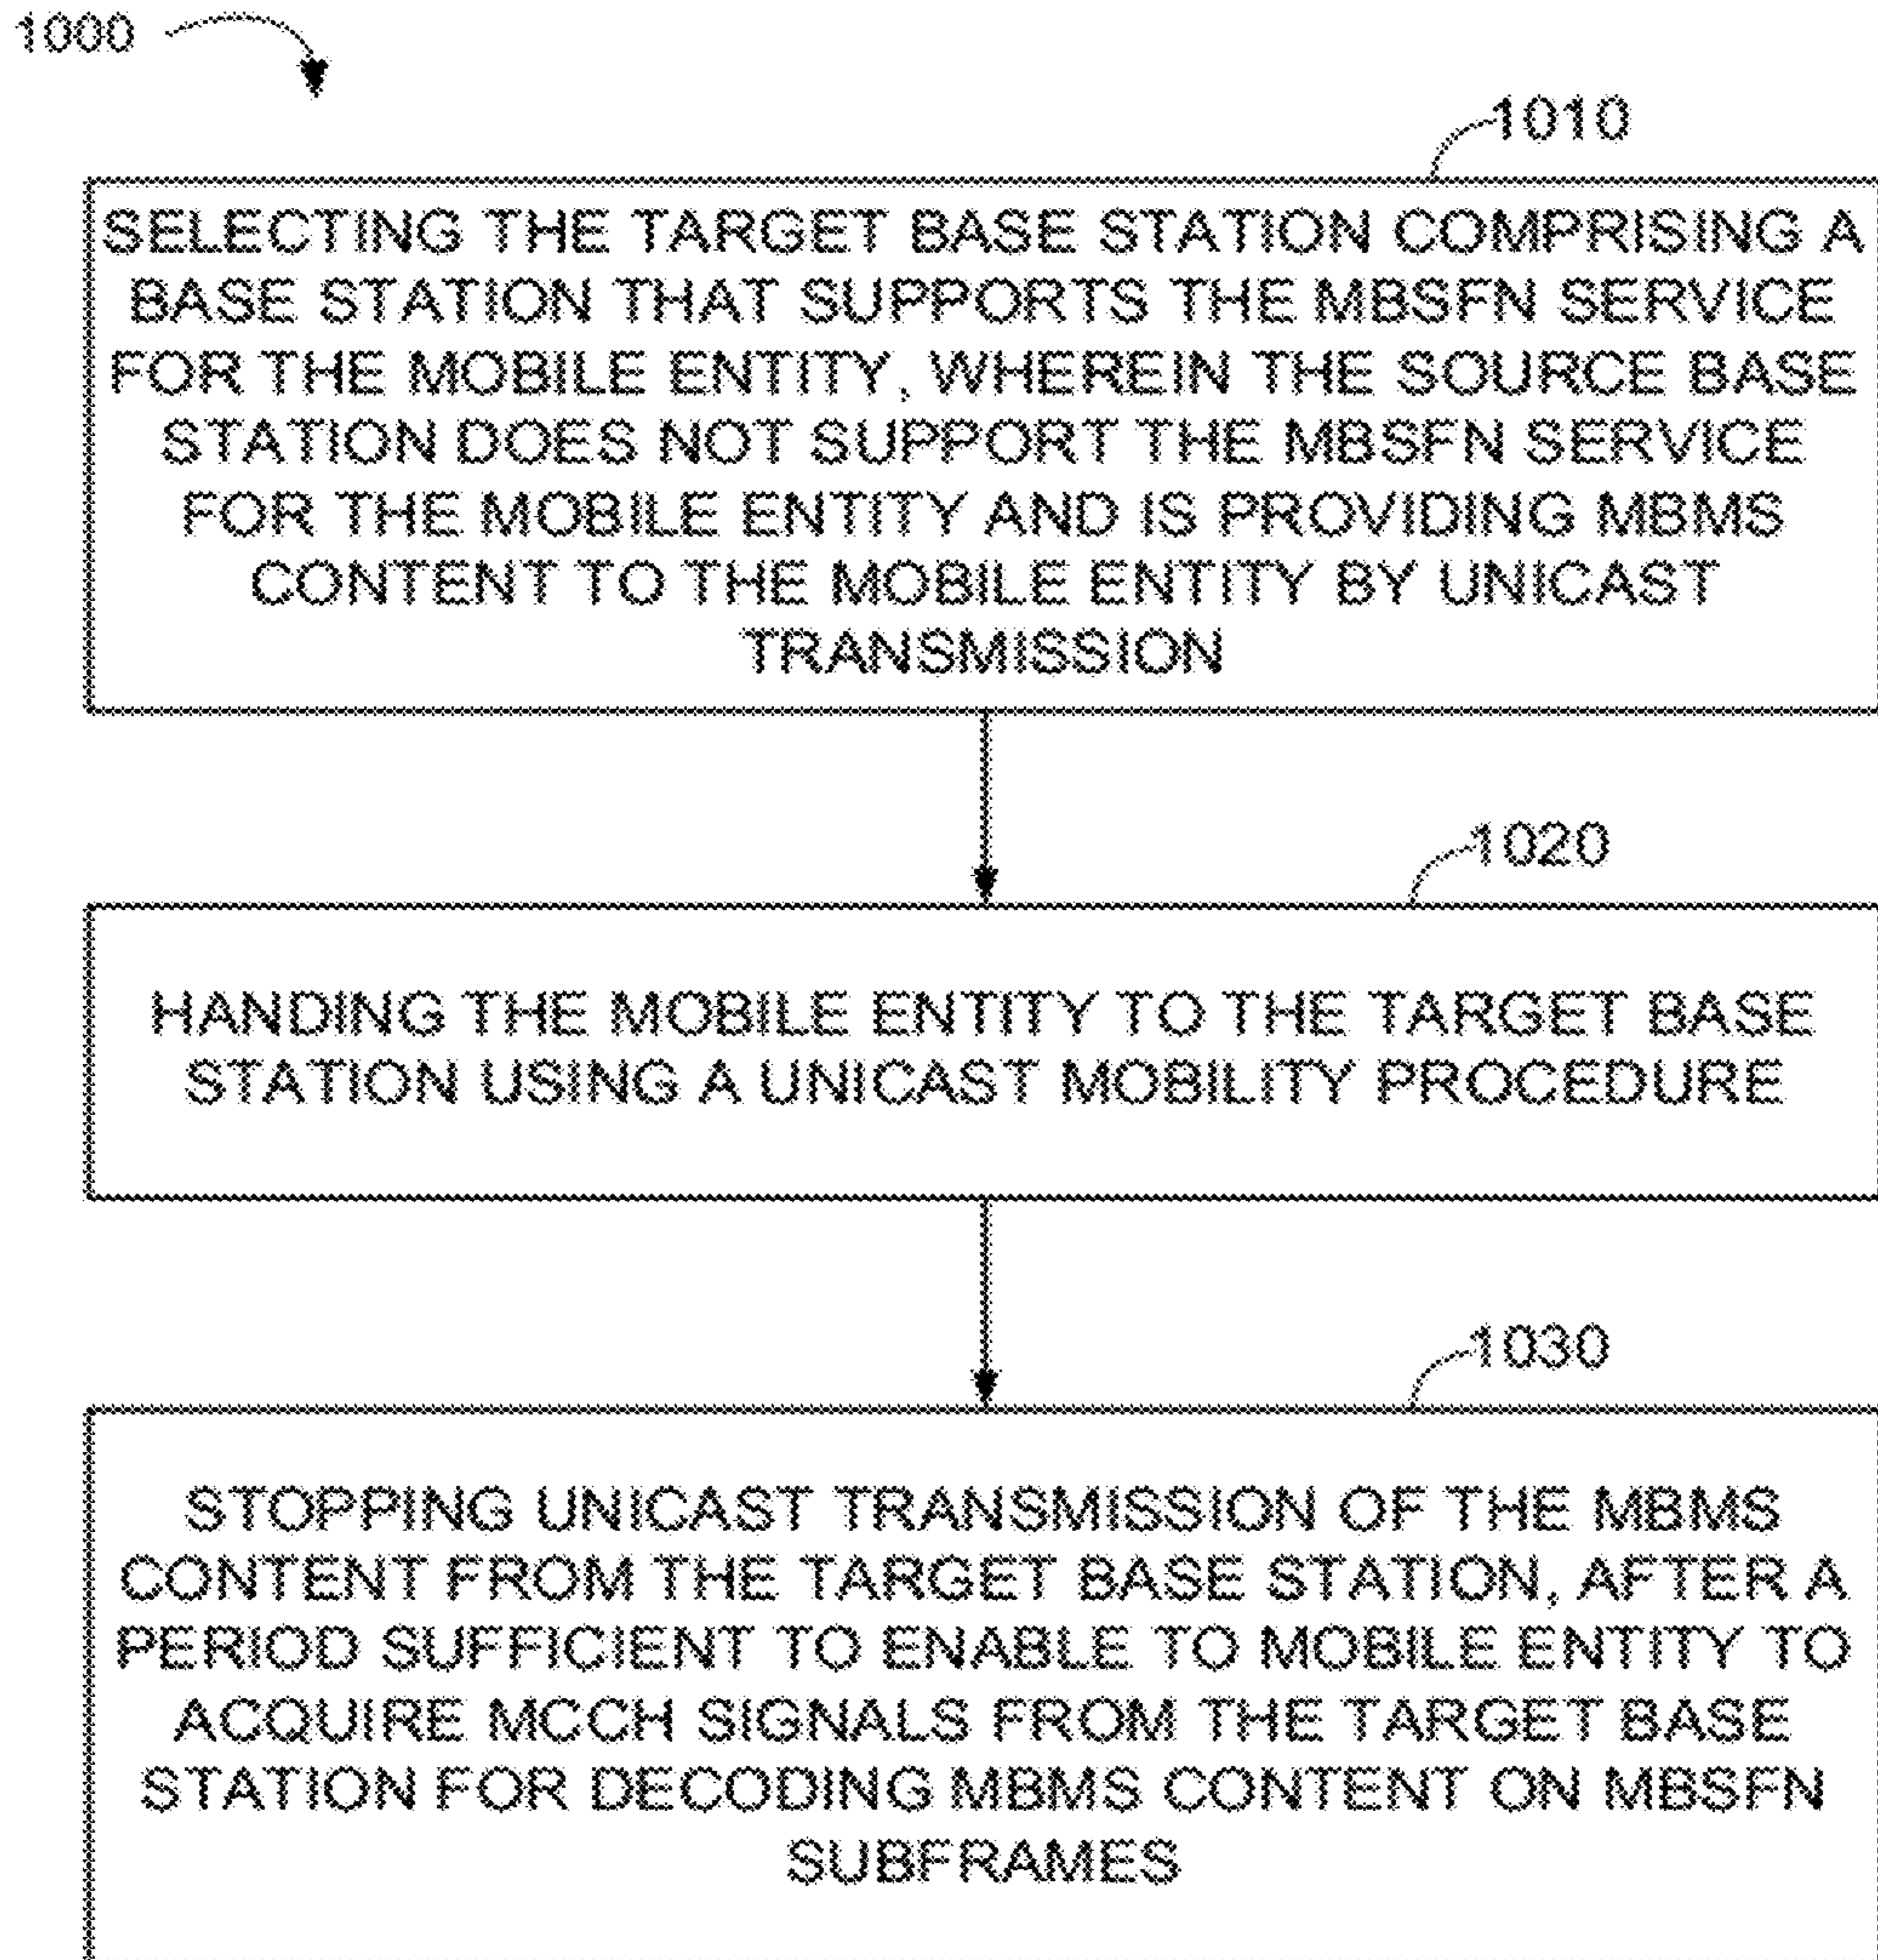 1000
1010
SELECTING THE TARGET BASE STATION COMPRISING A
BASE STATION THAT SUPPORTS THE MBSFN SERVICE
FOR THE MOBILE ENTITY, WHEREIN THE SOURCE BASE
STATION DOES NOT SUPPORT THE MBSFN SERVICE
FOR THE MOBILE ENTITY AND IS PROVIDING MBMS
CONTENT TO THE MOBILE ENTITY BY UNICAST
TRANSMISSION
1020
HANDING THE MOBILE ENTITY TO THE TARGET BASE
STATION USING A UNICAST MOBILITY PROCEDURE
1030
STOPPING UNICAST TRANSMISSION OF THE MBMS
CONTENT FROM THE TARGET BASE STATION, AFTER A
PERIOD SUFFICIENT TO ENABLE TO MOBILE ENTITY TO
ACQUIRE MCCH SIGNALS FROM THE TARGET BASE
STATION FOR DECODING MBMS CONTENT ON MBSFN
SUBFRAMES